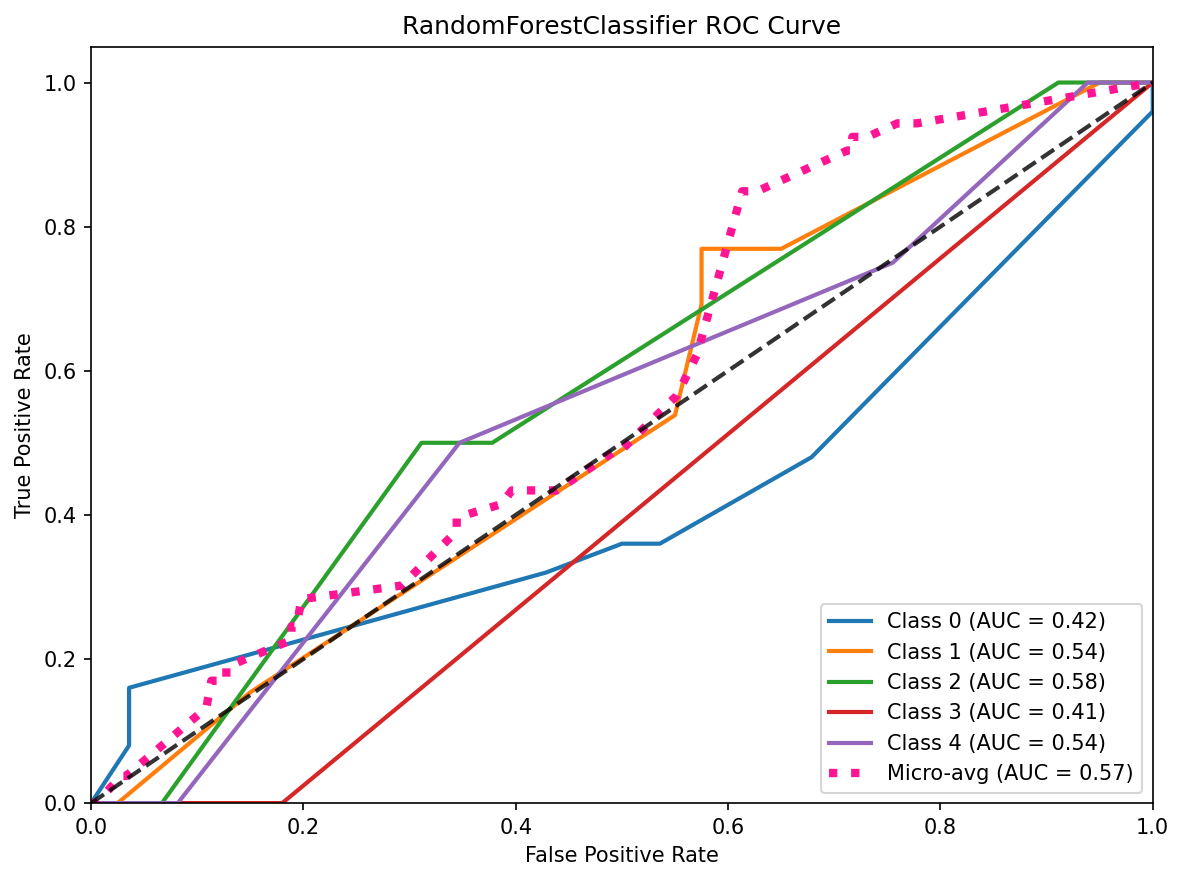 RandomForestClassifier ROC Curve
True Positive Rate
1.0
0.8
0.6
0.4
0.2
0.0
0.0 0.2 0.4 0.6 0.8 1.0
False Positive Rate
Class 0 (AUC = 0.42)
Class 1 (AUC = 0.54)
Class 2 (AUC = 0.58)
Class 3 (AUC = 0.41)
Class 4 (AUC = 0.54)
Micro-avg (AUC = 0.57)